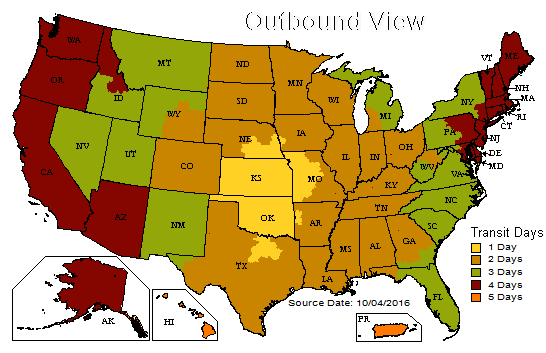 Outbound View
WA
OR
CA
ID
NV
AZ
MT
WY
UT
CO
NM
ND
SD
NE
KS
OK
TX
MN
IA
MO
AR
LA
WI
IL
MS
MI
IN
OH
KY
TN
AL
GA
FL
SC
NC
VA
WV
PA
NY
VT
ME
NH
MA
RI
CT
NJ
DE
MD
AK
HI
PR
Transit Days
1 Day
2 Days
3 Days
4 Days
5 Days
Source Date: 10/04/2016